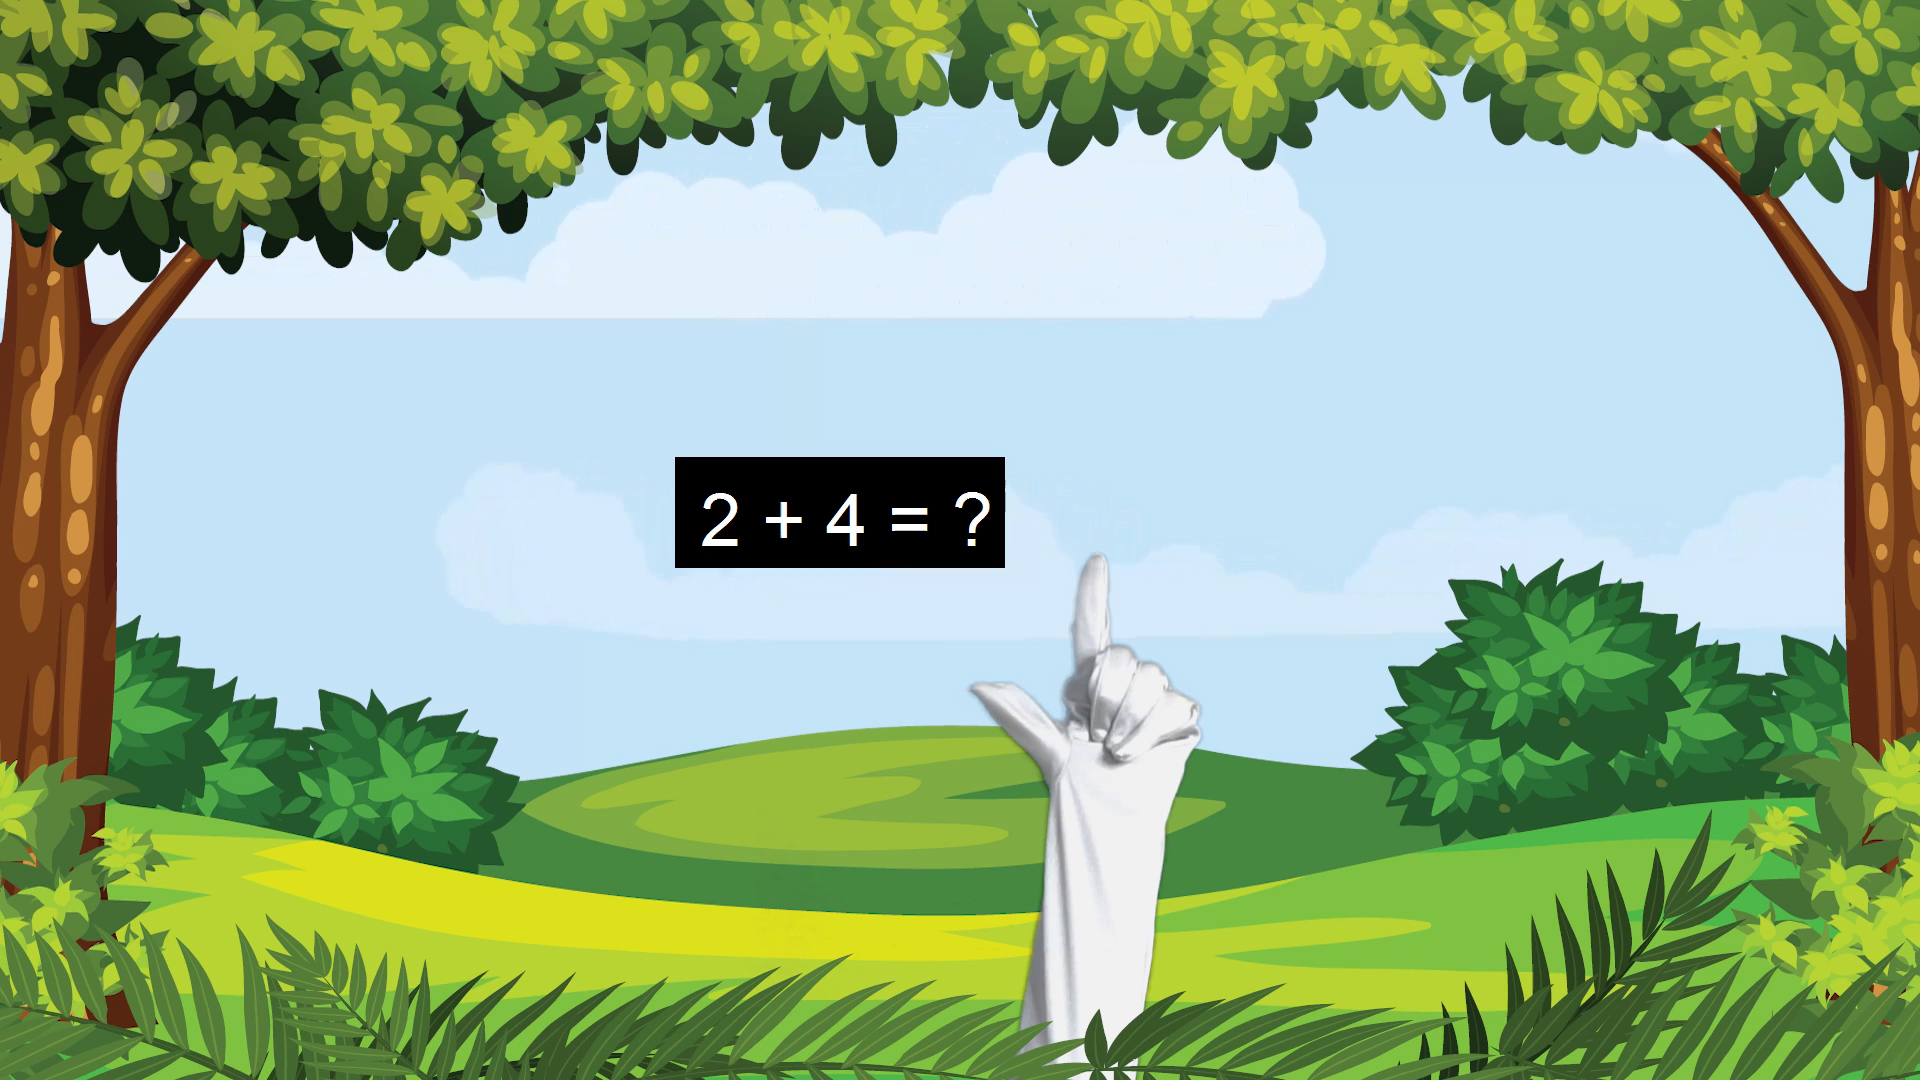 2 + 4 = ?